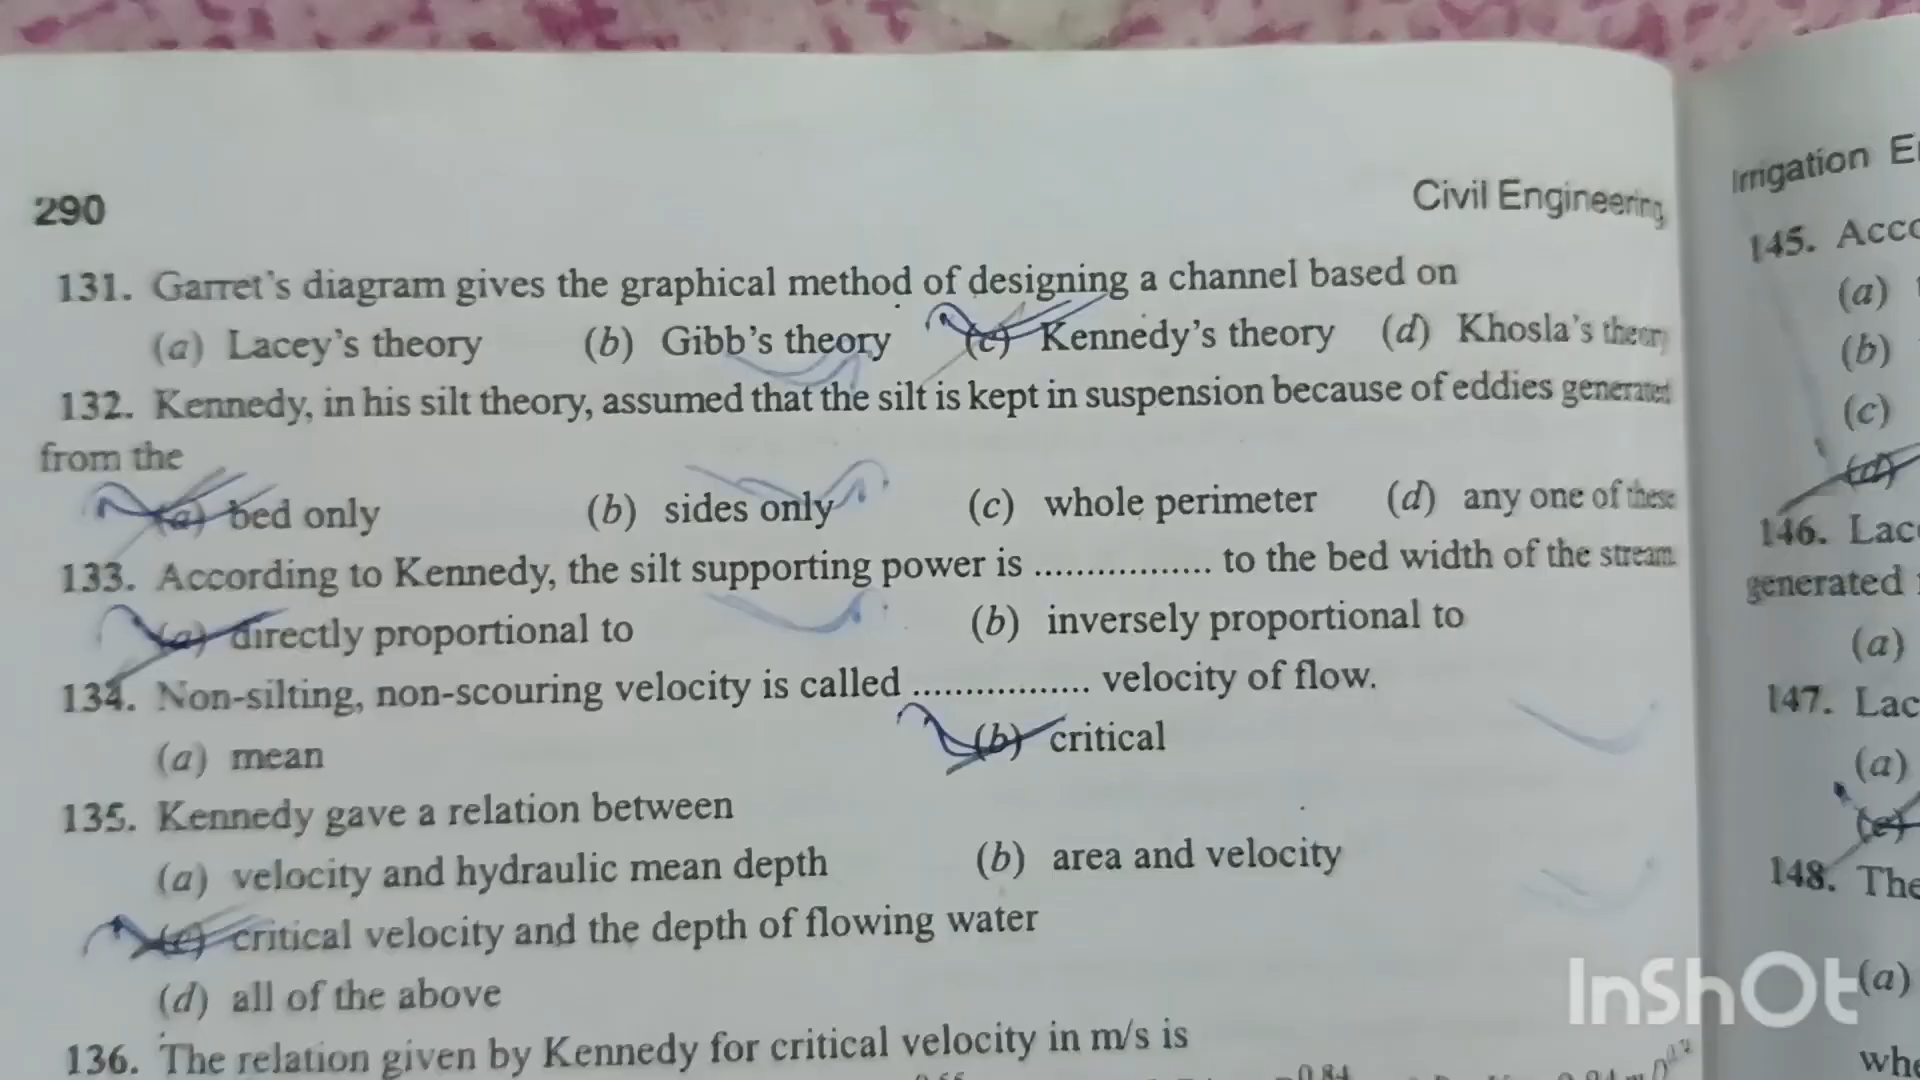 290
Civil Engineering
131. Garret's diagram gives the graphical method of designing a channel based on
(a) Lacey's theory (b) Gibb's theory (c) Kennedy's theory (d) Khosla's theory
132. Kennedy, in his silt theory, assumed that the silt is kept in suspension because of eddies generated
from the
(a) bed only (b) sides only (c) whole perimeter (d) any one of these
133. According to Kennedy, the silt supporting power is ................. to the bed width of the stream.
(a) directly proportional to (b) inversely proportional to
134. Non-silting, non-scouring velocity is called ................. velocity of flow.
(a) mean (b) critical
135. Kennedy gave a relation between
(a) velocity and hydraulic mean depth (b) area and velocity
(c) critical velocity and the depth of flowing water
(d) all of the above
136. The relation given by Kennedy for critical velocity in m/s is
Irrigation
145.
(a)
(b)
(c)
(d)
146.
generated
(a)
147.
(a)
(c)
148. The
(a)
InShOt